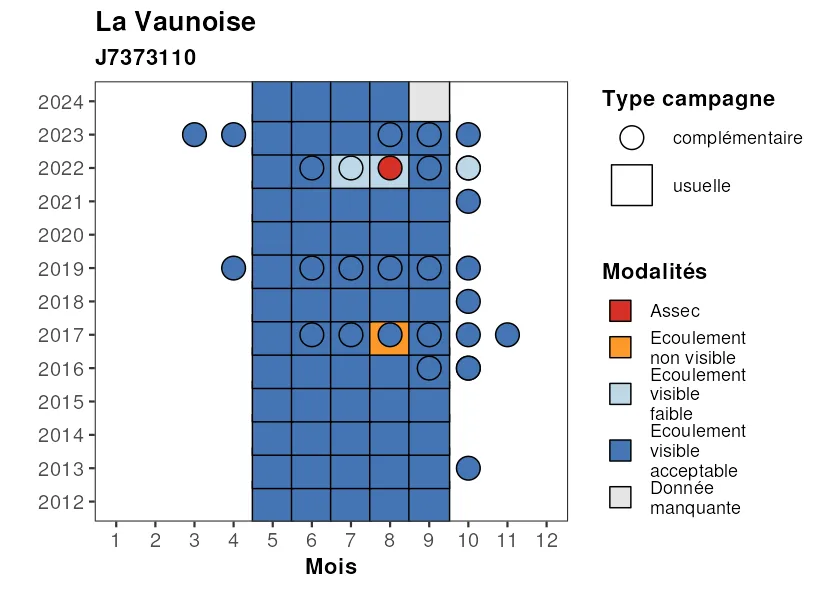 La Vaunoise
J7373110
2024
2023
2022
2021
2020
2019
2018
2017
2016
2015
2014
2013
2012
1 2 3 4 5 6 7 8 9 10 11 12
Mois
Type campagne
complémentaire
usuelle
Modalités
Assec
Ecoulement
non visible
Ecoulement
visible
faible
Ecoulement
visible
acceptable
Donnée
manquante